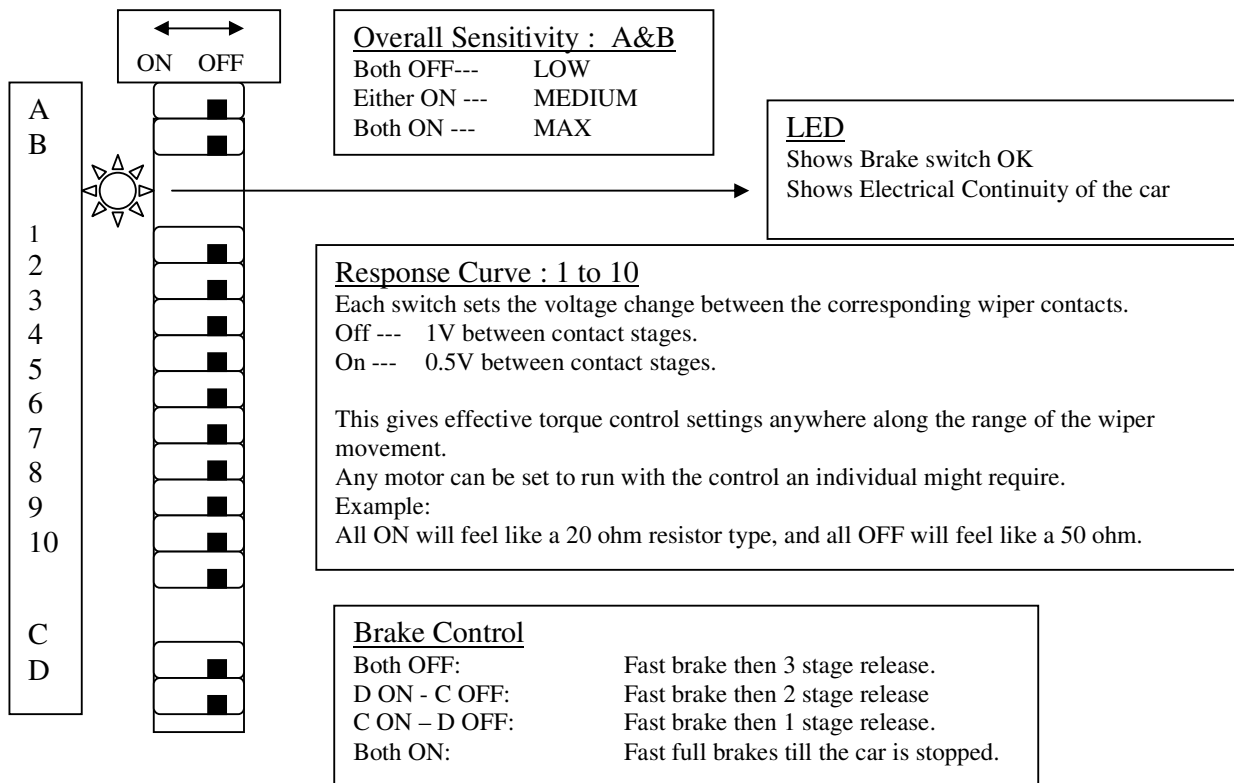 ON OFF
A
B
1
2
3
4
5
6
7
8
9
10
C
D
Overall Sensitivity : A&B
Both OFF--- LOW
Either ON --- MEDIUM
Both ON --- MAX
LED
Shows Brake switch OK
Shows Electrical Continuity of the car
Response Curve : 1 to 10
Each switch sets the voltage change between the corresponding wiper contacts.
Off --- 1V between contact stages.
On --- 0.5V between contact stages.
This gives effective torque control settings anywhere along the range of the wiper
movement.
Any motor can be set to run with the control an individual might require.
Example:
All ON will feel like a 20 ohm resistor type, and all OFF will feel like a 50 ohm.
Brake Control
Both OFF: Fast brake then 3 stage release.
D ON - C OFF: Fast brake then 2 stage release
C ON – D OFF: Fast brake then 1 stage release.
Both ON: Fast full brakes till the car is stopped.